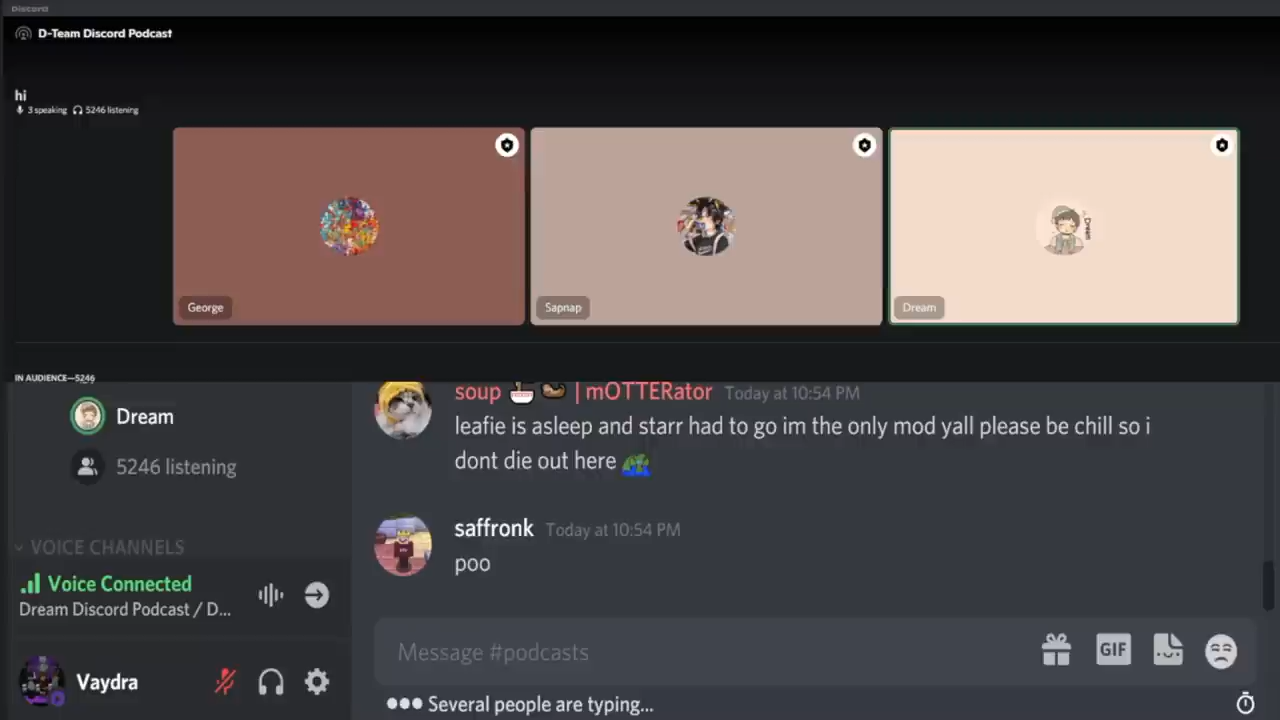 Discord
D-Team Discord Podcast
hi
3 speaking 5246 listening
George
Sapnap
Dream
Dream
IN AUDIENCE—5246
Dream
5246 listening
VOICE CHANNELS
Voice Connected
Dream Discord Podcast / D...
Vaydra
soup | mOTTERator Today at 10:54 PM
leafie is asleep and starr had to go im the only mod yall please be chill so i
dont die out here
saffronk Today at 10:54 PM
poo
Message #podcasts
GIF
Several people are typing...